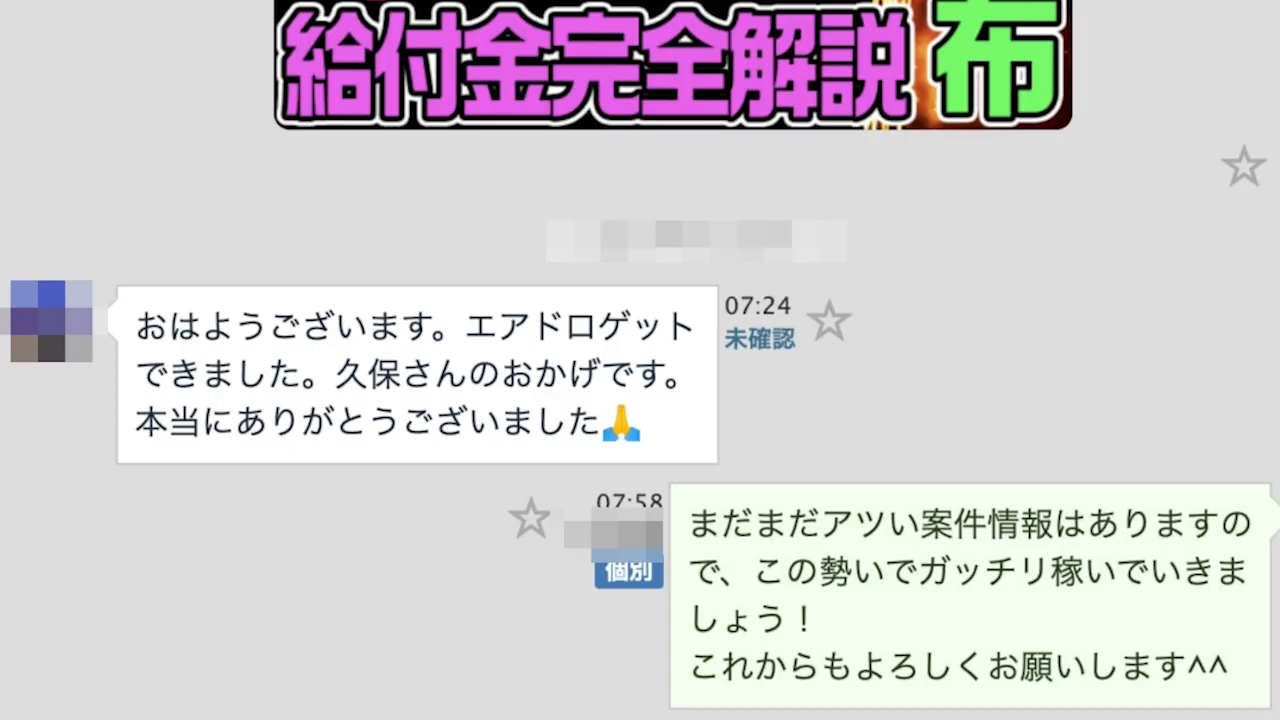 給付金完全解説
布
おはようございます。エアドロゲット
07:24
できました。久保さんのおかげです。
未確認
本当にありがとうございました🙏
07:58
個別
まだまだアツい案件情報はありますの
で、この勢いでガッチリ稼いでいきま
しょう！
これからもよろしくお願いします^^